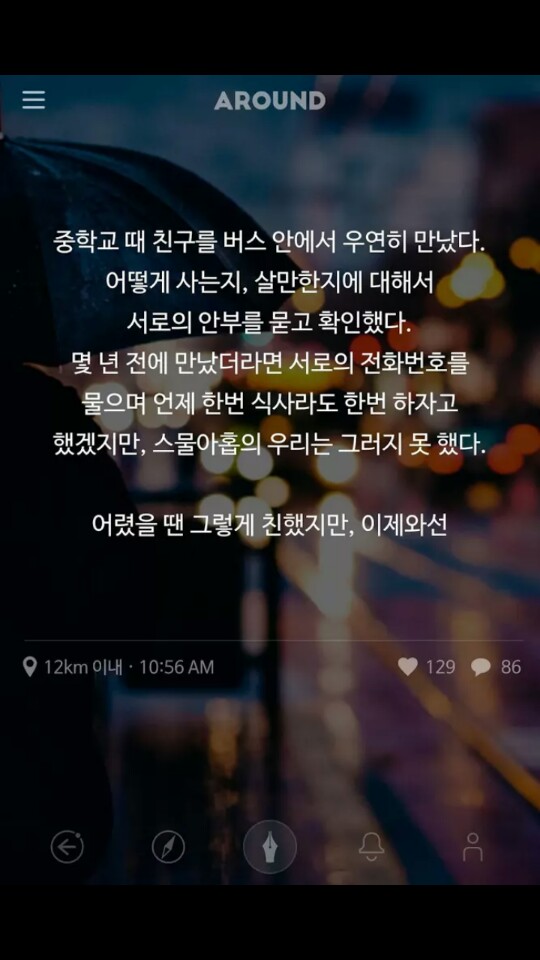 AROUND
중학교 때 친구를 버스 안에서 우연히 만났다.
어떻게 사는지, 살만한지에 대해서
서로의 안부를 묻고 확인했다.
몇 년 전에 만났더라면 서로의 전화번호를
물으며 언제 한번 식사라도 한번 하자고
했겠지만, 스물아홉의 우리는 그러지 못 했다.
어렸을 땐 그렇게 친했지만, 이제와선
12km 이내 · 10:56 AM 129 86